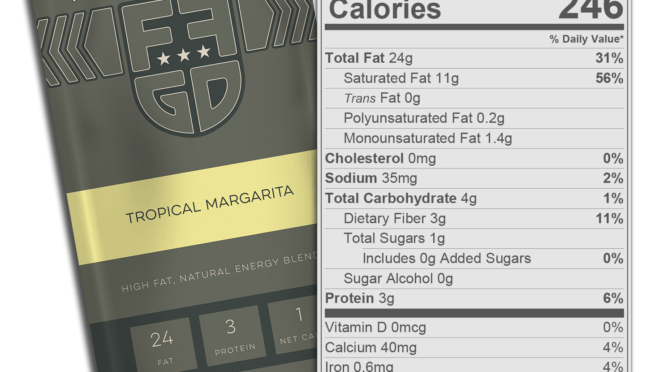 FF
GD
TROPICAL MARGARITA
HIGH FAT, NATURAL ENERGY BLEND
24
FAT
3
PROTEIN
1
NET
Calories 246
% Daily Value*
Total Fat 24g 31%
Saturated Fat 11g 56%
Trans Fat 0g
Polyunsaturated Fat 0.2g
Monounsaturated Fat 1.4g
Cholesterol 0mg 0%
Sodium 35mg 2%
Total Carbohydrate 4g 1%
Dietary Fiber 3g 11%
Total Sugars 1g
Includes 0g Added Sugars 0%
Sugar Alcohol 0g
Protein 3g 6%
Vitamin D 0mcg 0%
Calcium 40mg 4%
Iron 0.6mg 4%